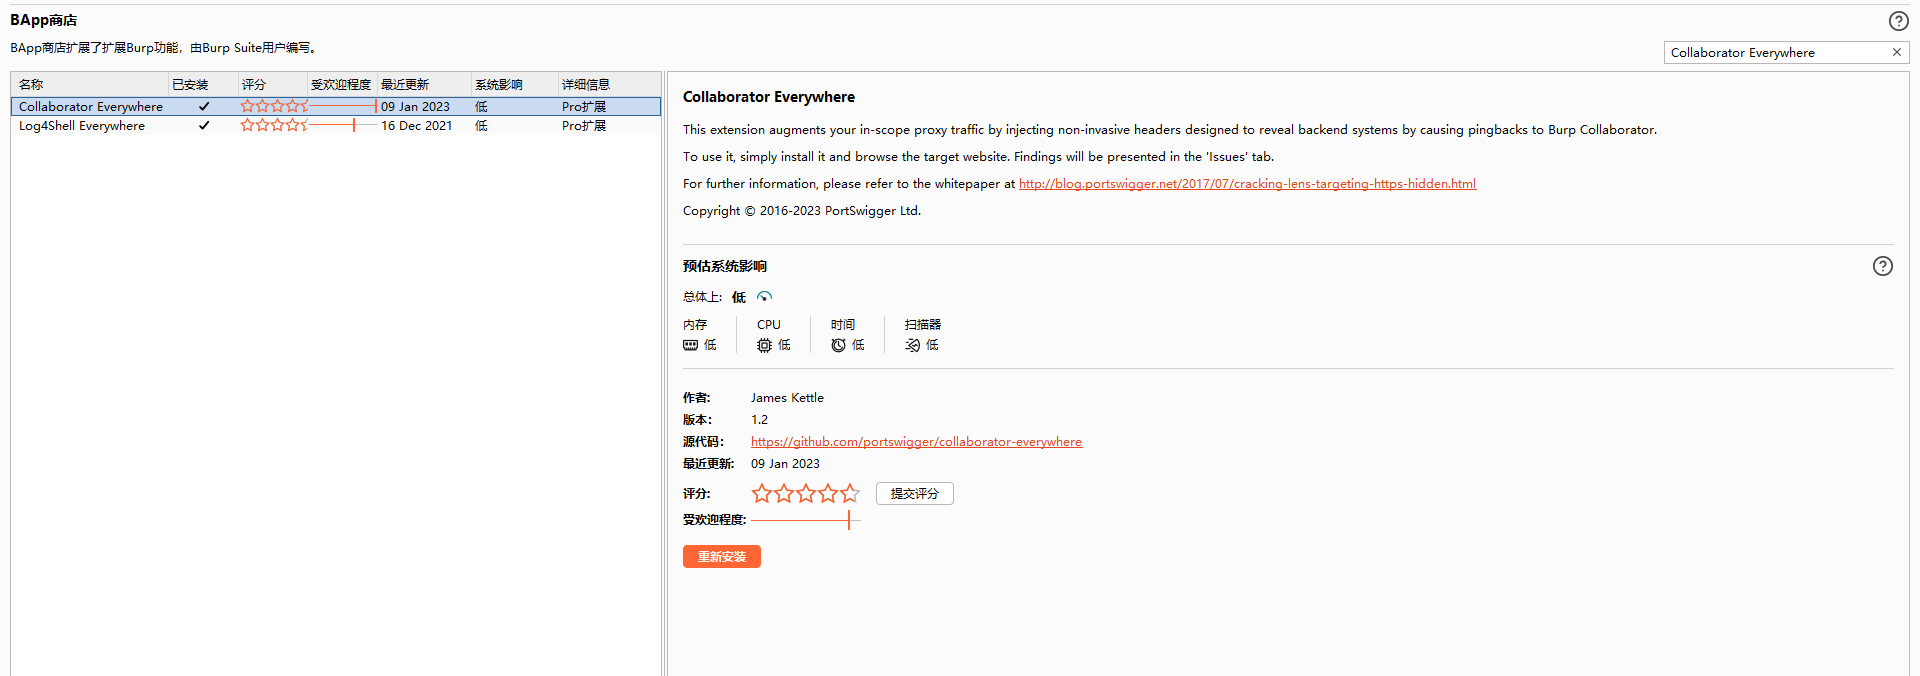 BApp商店
BApp商店扩展了扩展Burp功能，由Burp Suite用户编写。
Collaborator Everywhere
名称 已安装 评分 受欢迎程度 最近更新 系统影响 详细信息
Collaborator Everywhere 09 Jan 2023 低 Pro扩展
Log4Shell Everywhere 16 Dec 2021 低 Pro扩展
Collaborator Everywhere
This extension augments your in-scope proxy traffic by injecting non-invasive headers designed to reveal backend systems by causing pingbacks to Burp Collaborator.
To use it, simply install it and browse the target website. Findings will be presented in the 'Issues' tab.
For further information, please refer to the whitepaper at http://blog.portswigger.net/2017/07/cracking-lens-targeting-https-hidden.html
Copyright © 2016-2023 PortSwigger Ltd.
预估系统影响
总体上: 低
内存 CPU 时间 扫描器
低 低 低 低
作者: James Kettle
版本: 1.2
源代码: https://github.com/portswigger/collaborator-everywhere
最近更新: 09 Jan 2023
评分: 提交评分
受欢迎程度:
重新安装